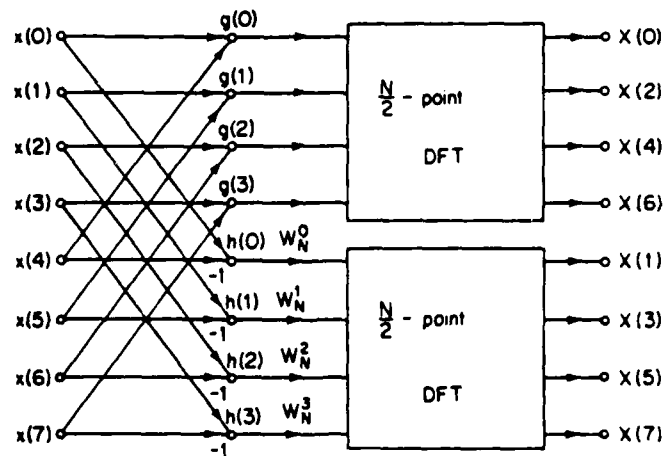 x(0) g(0) X(0)
x(1) g(1) N/2 - point X(2)
x(2) g(2) DFT X(4)
x(3) g(3) X(6)
x(4) h(0) W_N^0 X(1)
-1
x(5) h(1) W_N^1 N/2 - point X(3)
-1
x(6) h(2) W_N^2 DFT X(5)
-1
x(7) h(3) W_N^3 X(7)
-1